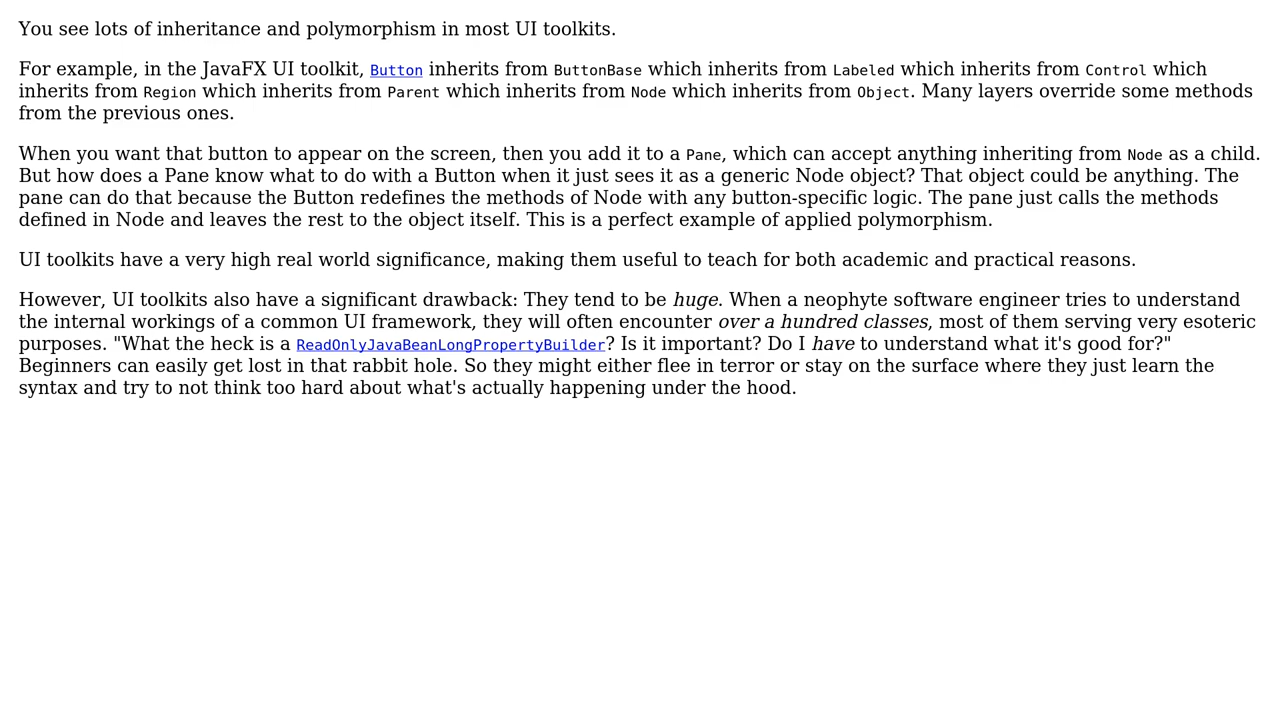 You see lots of inheritance and polymorphism in most UI toolkits.
For example, in the JavaFX UI toolkit, Button inherits from ButtonBase which inherits from Labeled which inherits from Control which
inherits from Region which inherits from Parent which inherits from Node which inherits from Object. Many layers override some methods
from the previous ones.
When you want that button to appear on the screen, then you add it to a Pane, which can accept anything inheriting from Node as a child.
But how does a Pane know what to do with a Button when it just sees it as a generic Node object? That object could be anything. The
pane can do that because the Button redefines the methods of Node with any button-specific logic. The pane just calls the methods
defined in Node and leaves the rest to the object itself. This is a perfect example of applied polymorphism.
UI toolkits have a very high real world significance, making them useful to teach for both academic and practical reasons.
However, UI toolkits also have a significant drawback: They tend to be huge. When a neophyte software engineer tries to understand
the internal workings of a common UI framework, they will often encounter over a hundred classes, most of them serving very esoteric
purposes. "What the heck is a ReadOnlyJavaBeanLongPropertyBuilder? Is it important? Do I have to understand what it's good for?"
Beginners can easily get lost in that rabbit hole. So they might either flee in terror or stay on the surface where they just learn the
syntax and try to not think too hard about what's actually happening under the hood.